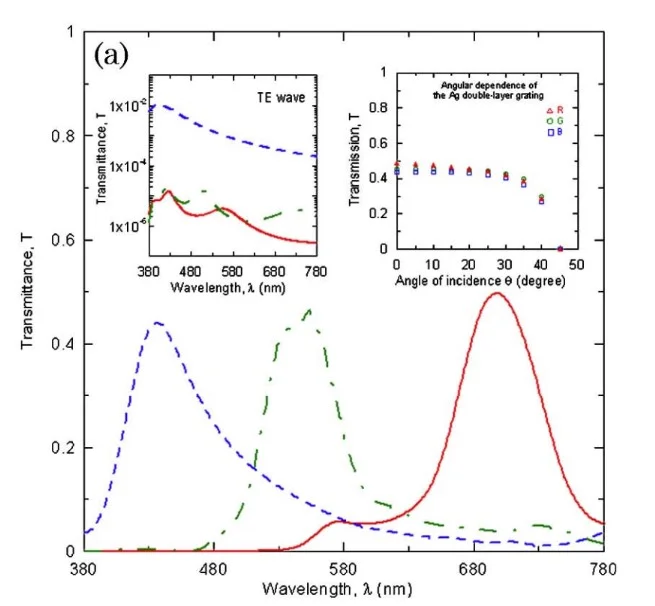 (a)
Transmittance, T
1
0.8
0.6
0.4
0.2
0
380
480
580
680
780
Wavelength, λ (nm)
TE wave
Transmittance, T
1x10-2
1x10-4
1x10-6
380 480 580 680 780
Wavelength, λ (nm)
Angular dependence of
the Ag double-layer grating
R
G
B
Transmission, T
1
0.8
0.6
0.4
0.2
0
0 10 20 30 40 50
Angle of incidence θ (degree)